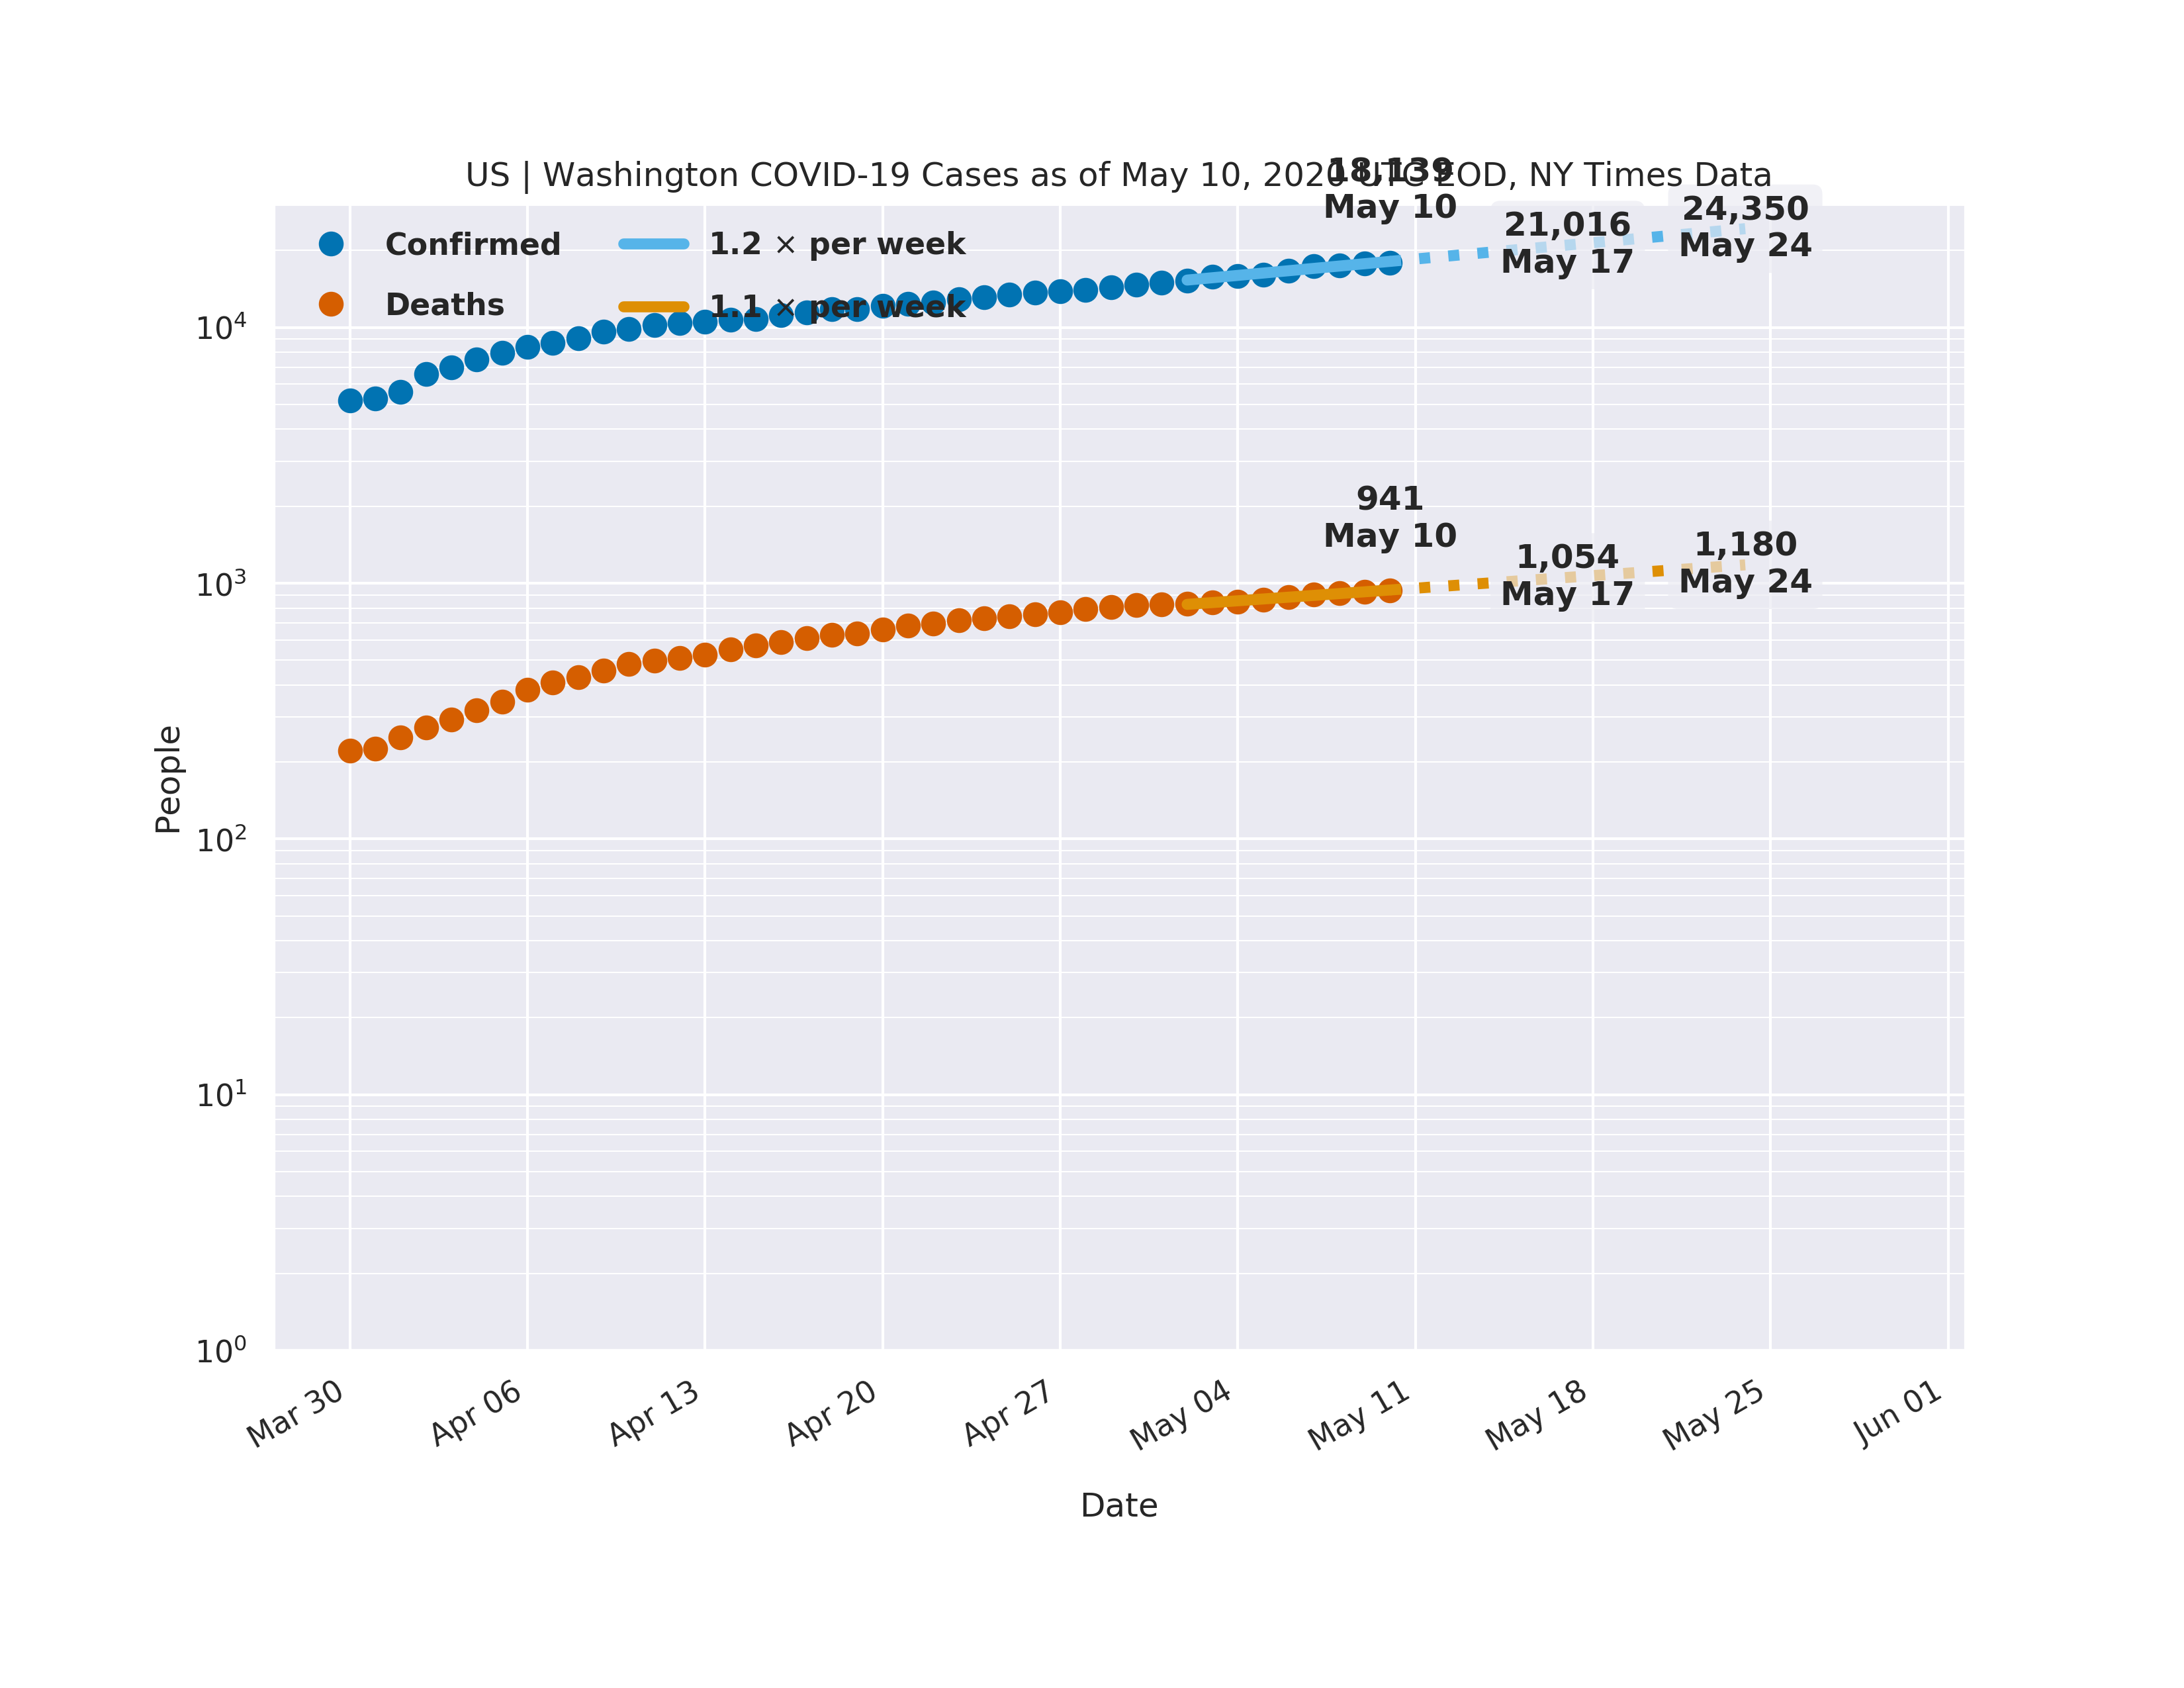 US | Washington COVID-19 Cases as of May 10, 2020 UTC EOD, NY Times Data
Confirmed
Deaths
1.2 × per week
1.1 × per week
18,139
May 10
21,016
May 17
24,350
May 24
941
May 10
1,054
May 17
1,180
May 24
People
10⁴
10³
10²
10¹
10⁰
Mar 30
Apr 06
Apr 13
Apr 20
Apr 27
May 04
May 11
May 18
May 25
Jun 01
Date